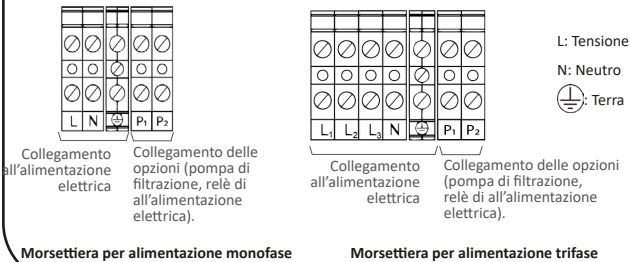 L N P₁ P₂
Collegamento
all'alimentazione
elettrica
Collegamento delle
opzioni (pompa di
filtrazione, relè di
all'alimentazione
elettrica).
Morsettiera per alimentazione monofase
L₁ L₂ L₃ N P₁ P₂
Collegamento
all'alimentazione
elettrica
Collegamento delle opzioni
(pompa di filtrazione,
relè di all'alimentazione
elettrica).
Morsettiera per alimentazione trifase
L: Tensione
N: Neutro
: Terra